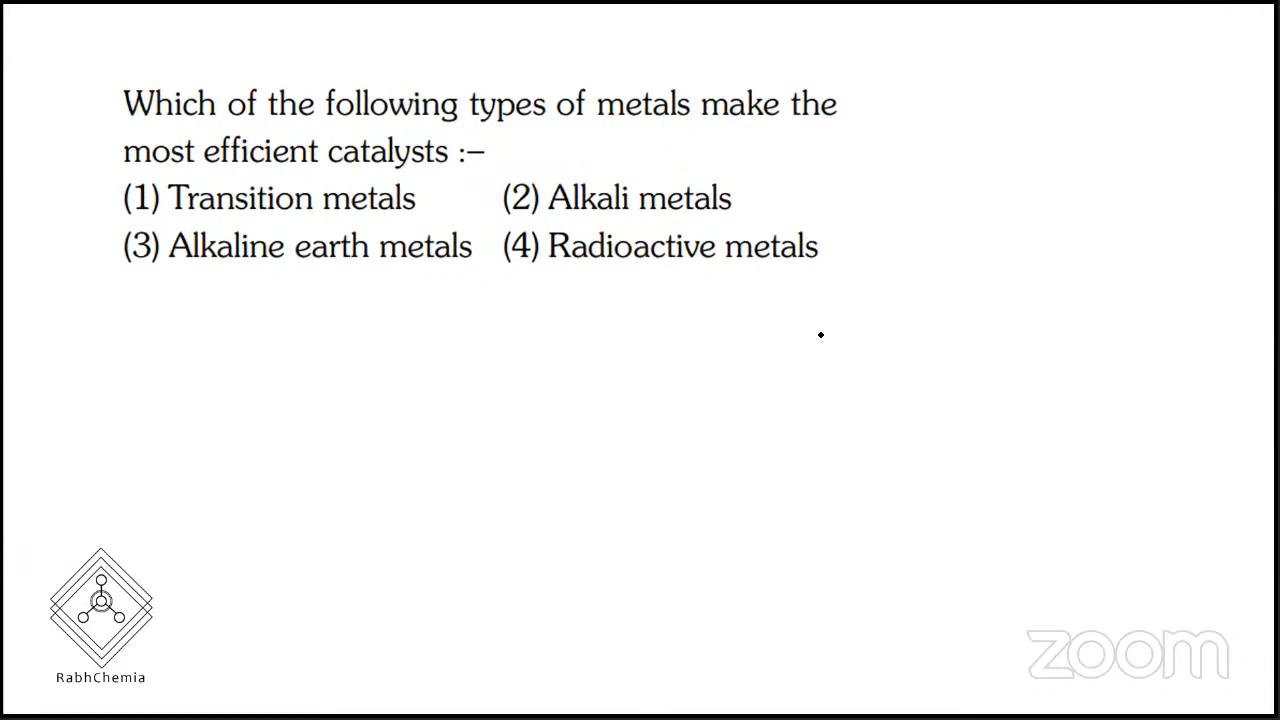 Which of the following types of metals make the
most efficient catalysts :–
(1) Transition metals (2) Alkali metals
(3) Alkaline earth metals (4) Radioactive metals
RabhChemia
zoom